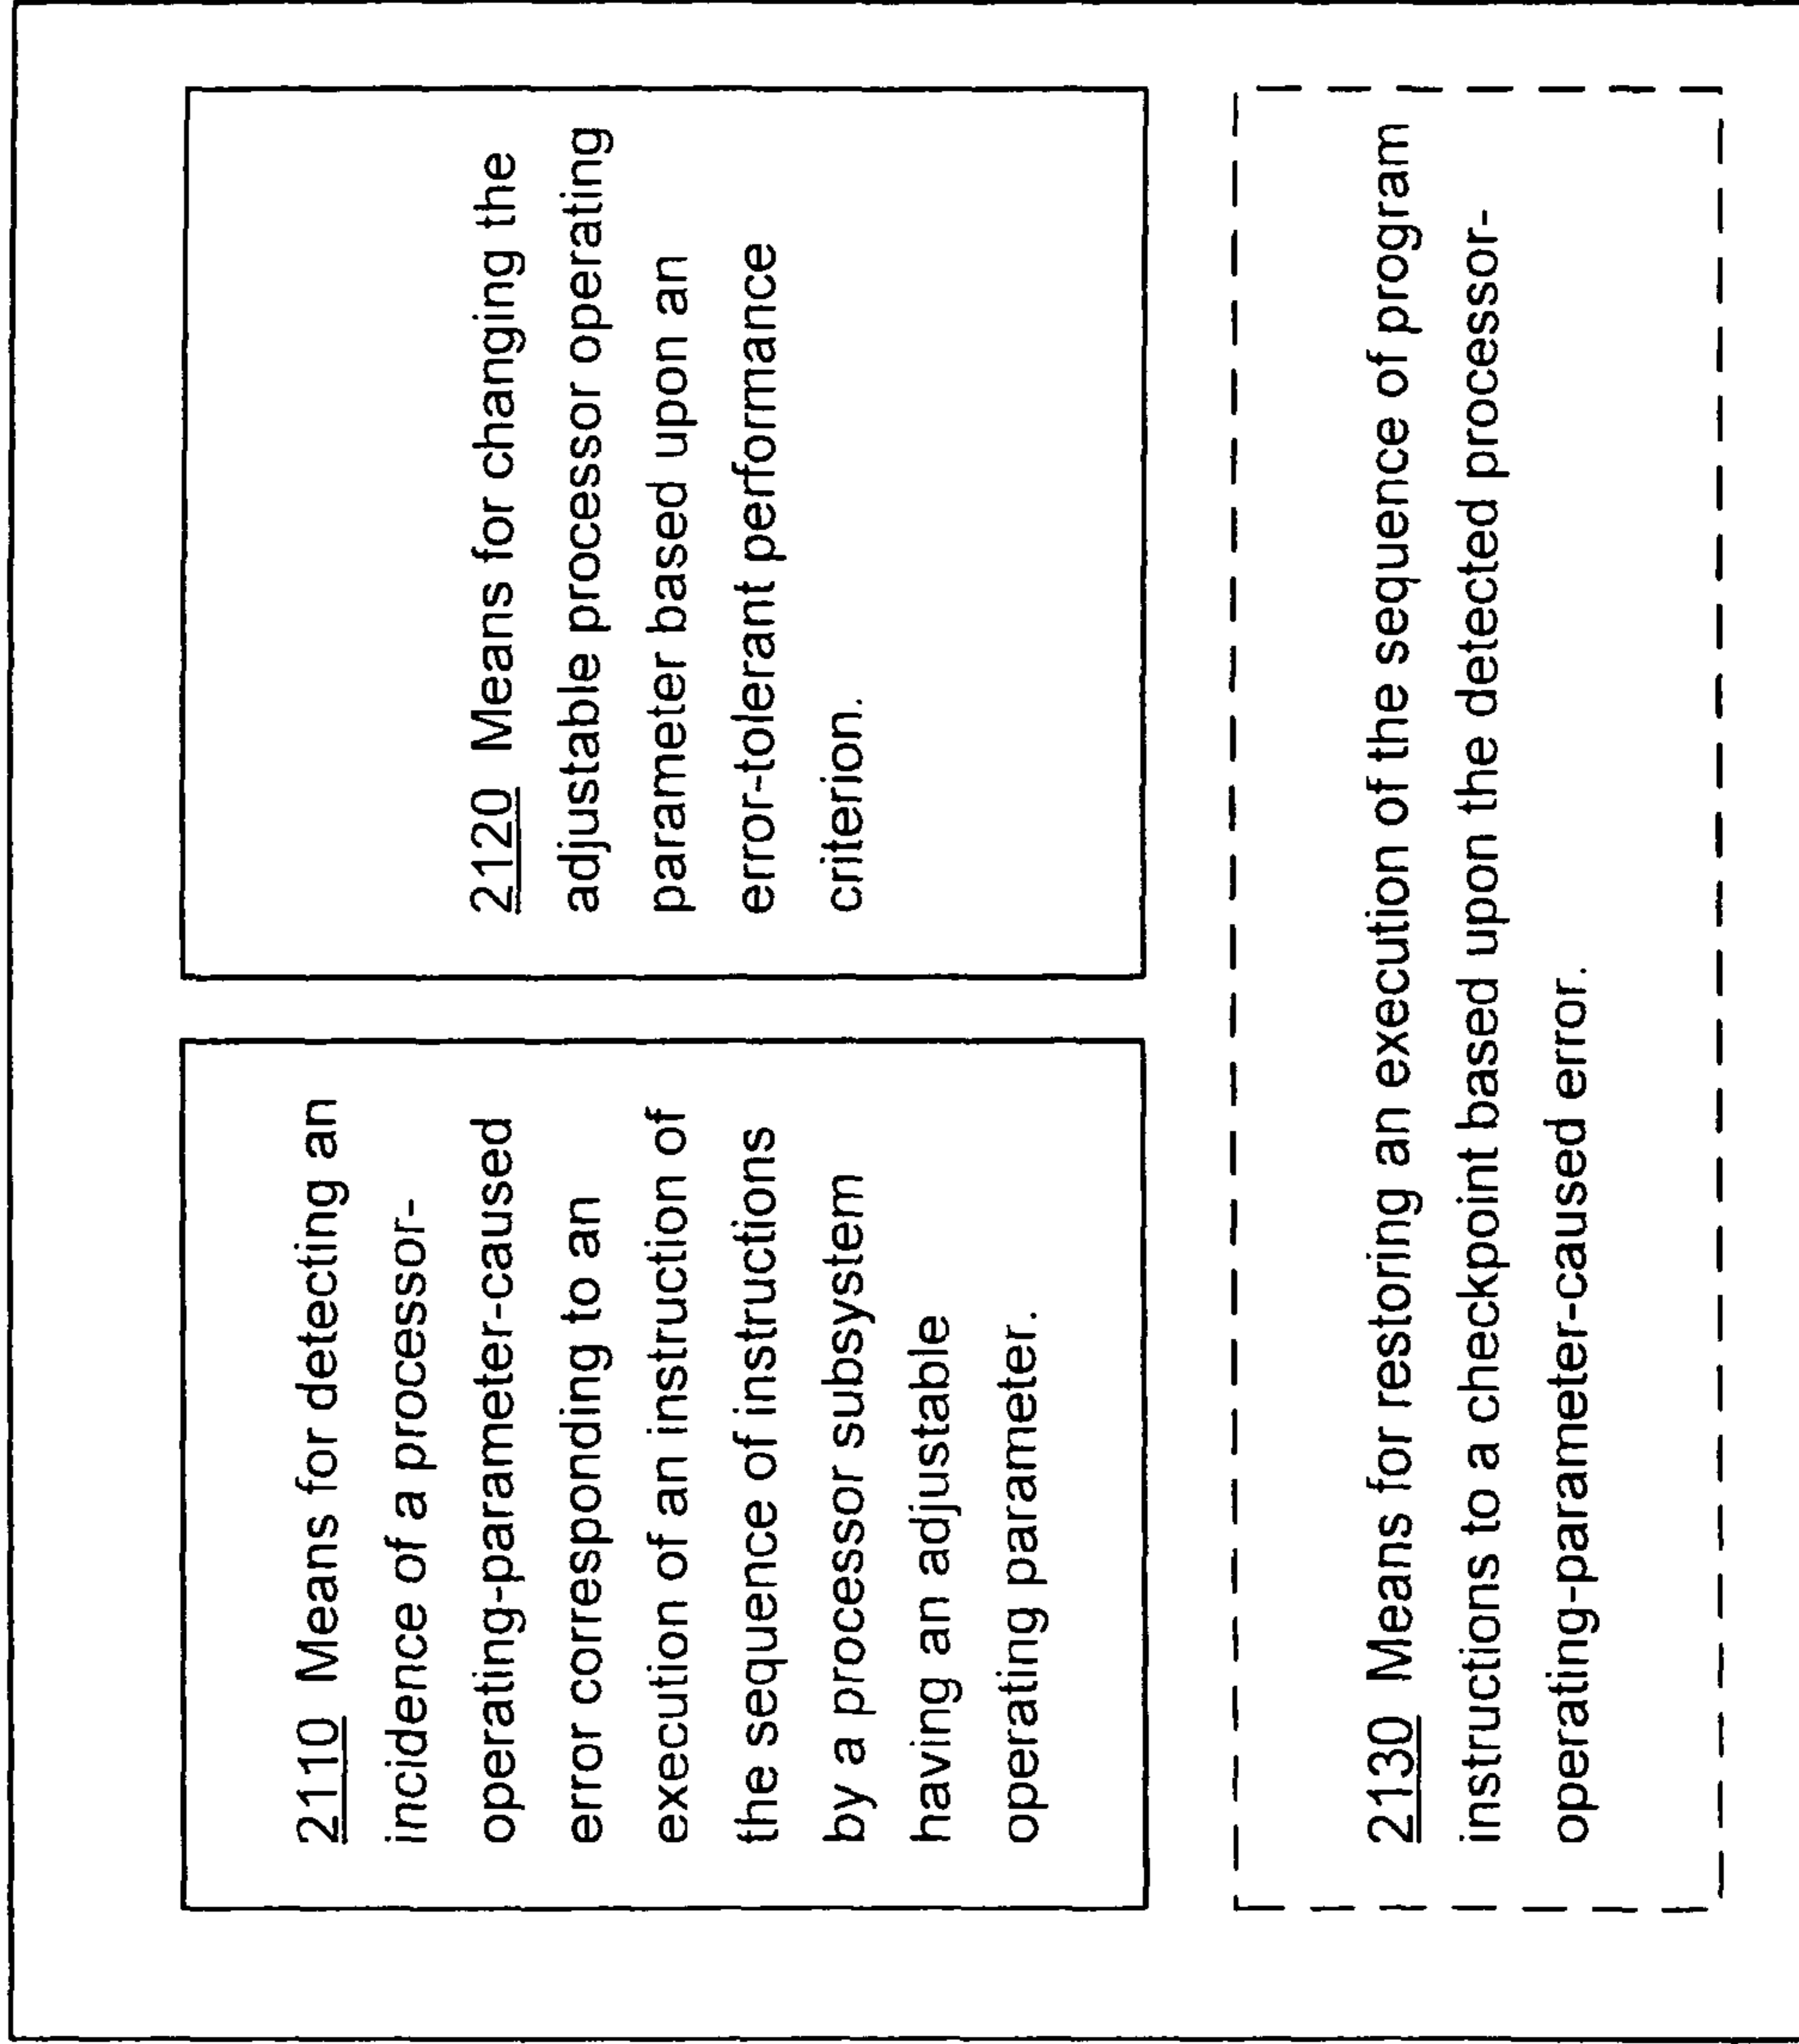 2110 Means for detecting an
incidence of a processor-
operating-parameter-caused
error corresponding to an
execution of an instruction of
the sequence of instructions
by a processor subsystem
having an adjustable
operating parameter.
2120 Means for changing the
adjustable processor operating
parameter based upon an
error-tolerant performance
criterion.
2130 Means for restoring an execution of the sequence of program
instructions to a checkpoint based upon the detected processor-
operating-parameter-caused error.